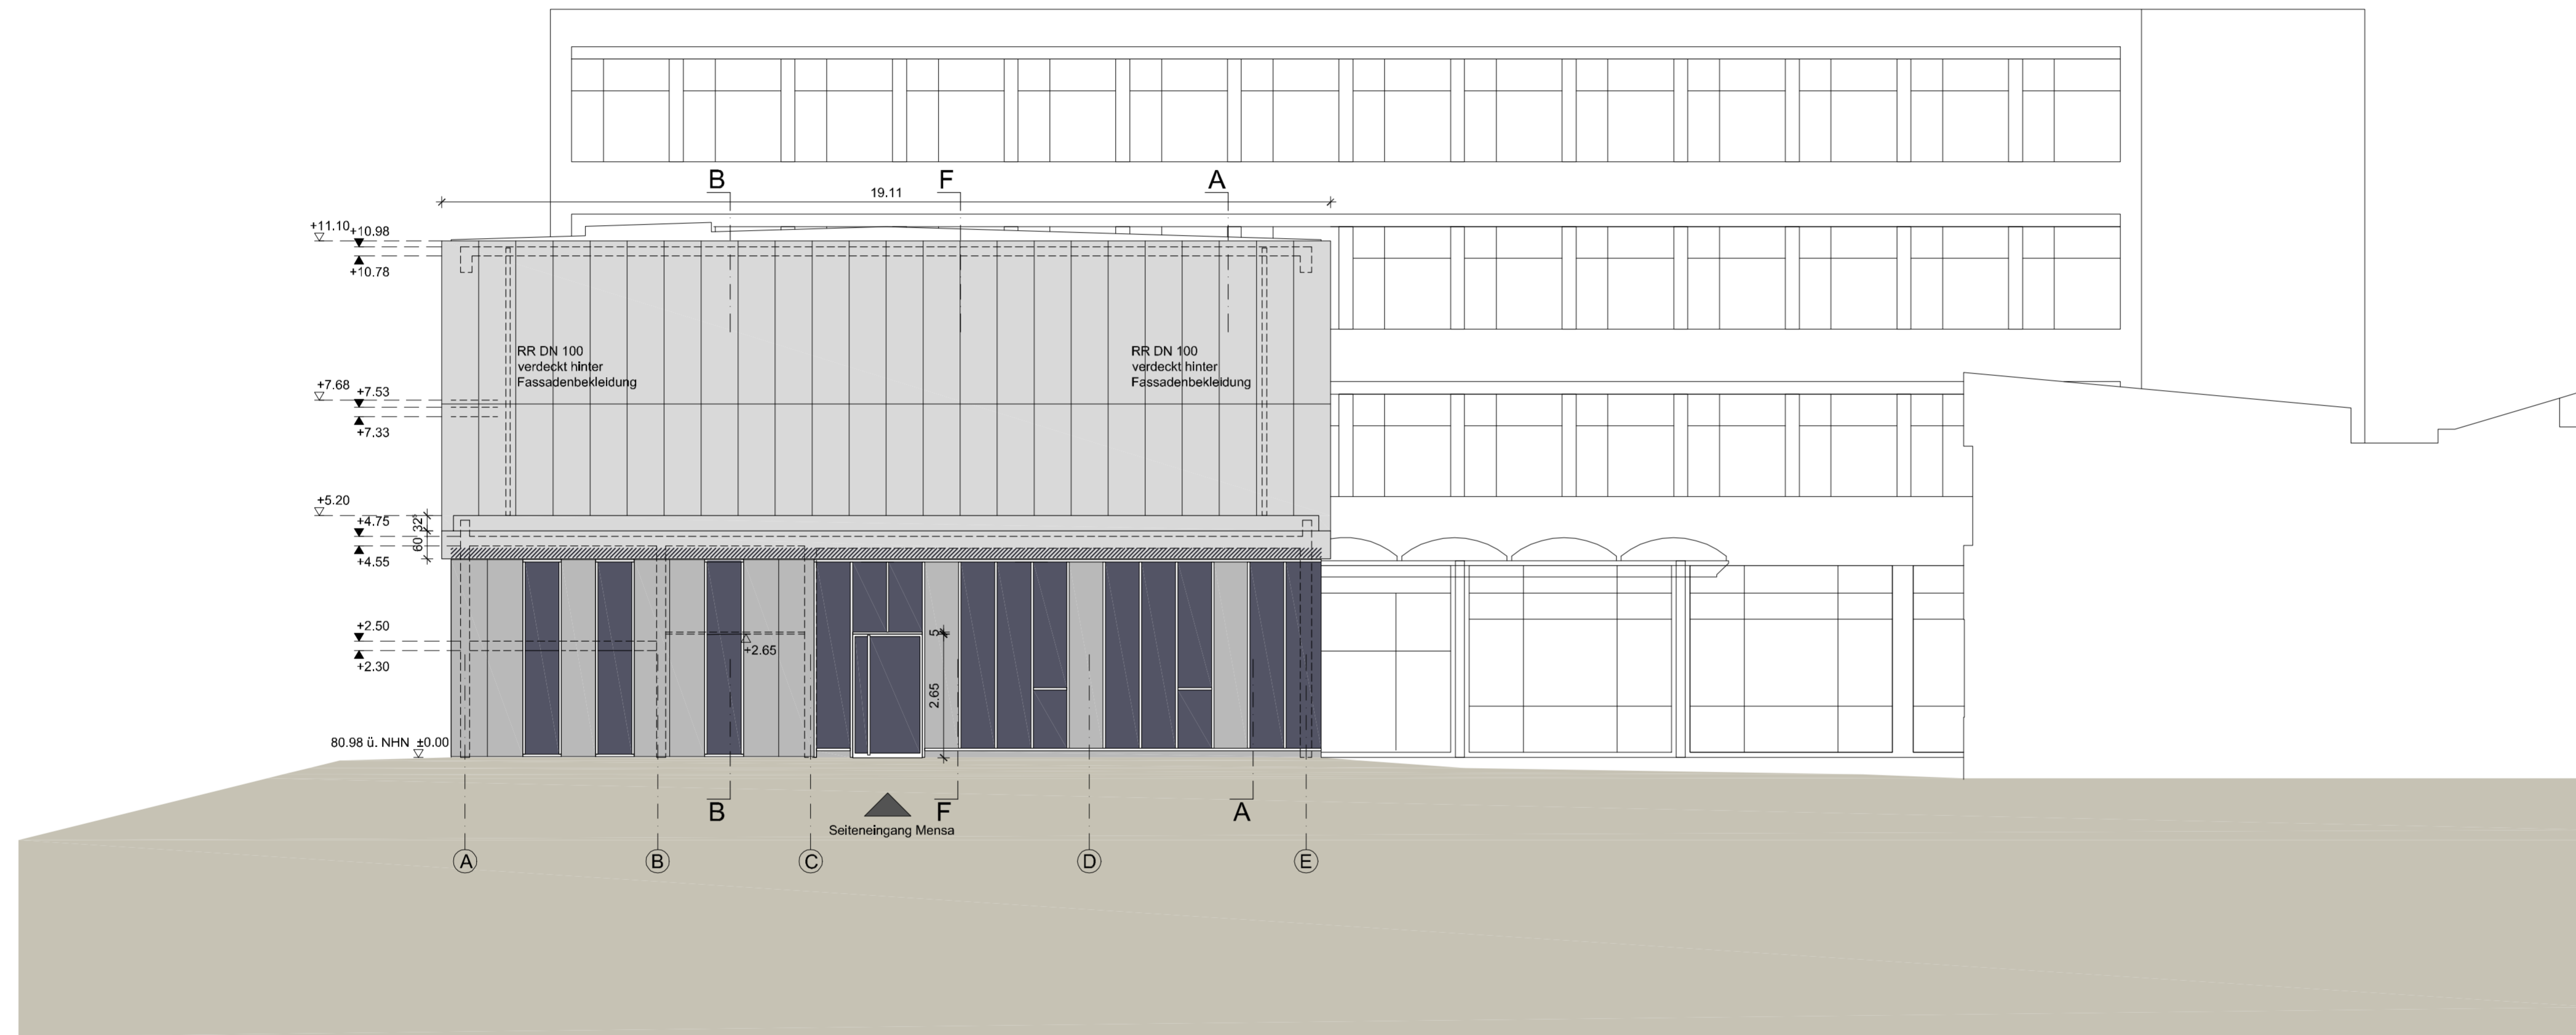 B
F
A
19.11
+11.10
+10.98
+10.78
RR DN 100
verdeckt hinter
Fassadenbekleidung
RR DN 100
verdeckt hinter
Fassadenbekleidung
+7.68
+7.53
+7.33
+5.20
32⁵
+4.75
60
+4.55
+2.50
5
+2.65
+2.30
2.65
80.98 ü. NHN ±0.00
B
F
A
Seiteneingang Mensa
A
B
C
D
E